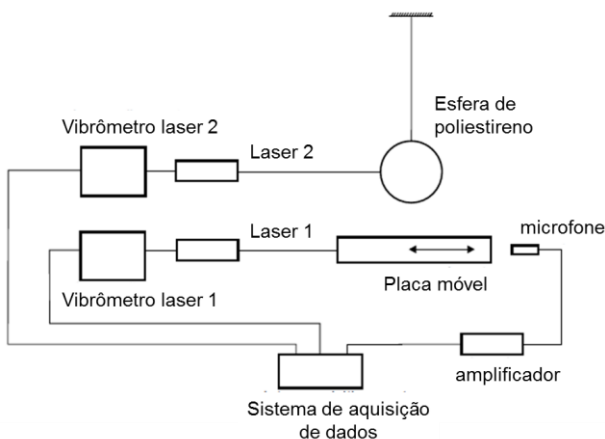 Esfera de
poliestireno
Vibrômetro laser 2
Laser 2
Laser 1
microfone
Placa móvel
Vibrômetro laser 1
amplificador
Sistema de aquisição
de dados